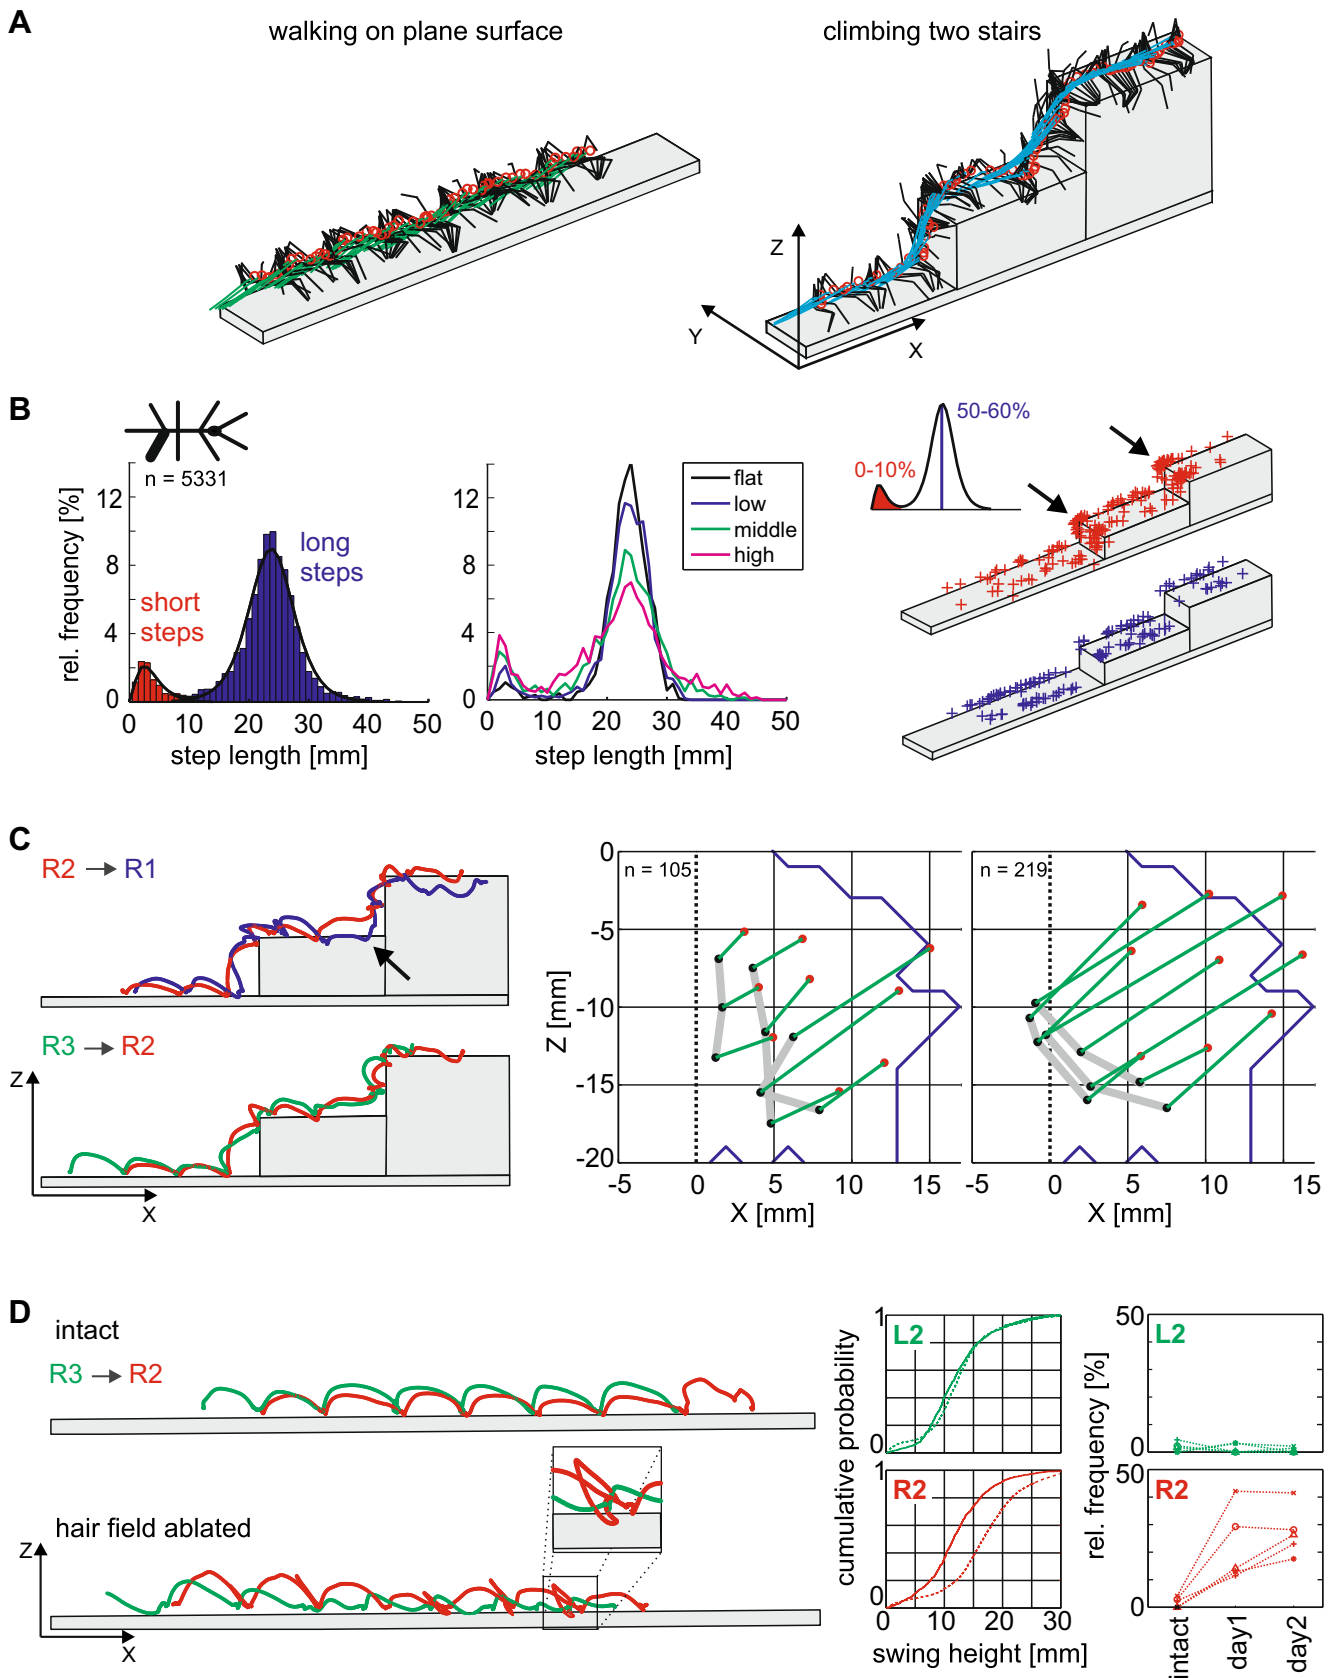 A
walking on plane surface
climbing two stairs
Z
Y
X
B
n = 5331
rel. frequency [%]
12
8
4
0
short
steps
long
steps
0 10 20 30 40 50
step length [mm]
12
8
4
0
flat
low
middle
high
0 10 20 30 40 50
step length [mm]
50-60%
0-10%
C
R2 → R1
R3 → R2
Z
X
n = 105
Z [mm]
0
-5
-10
-15
-20
-5 0 5 10 15
X [mm]
n = 219
-5 0 5 10 15
X [mm]
D
intact
R3 → R2
hair field ablated
Z
X
cumulative probability
1
L2
0
1
R2
0
0 10 20 30
swing height [mm]
rel. frequency [%]
50
L2
0
50
R2
0
intact
day1
day2